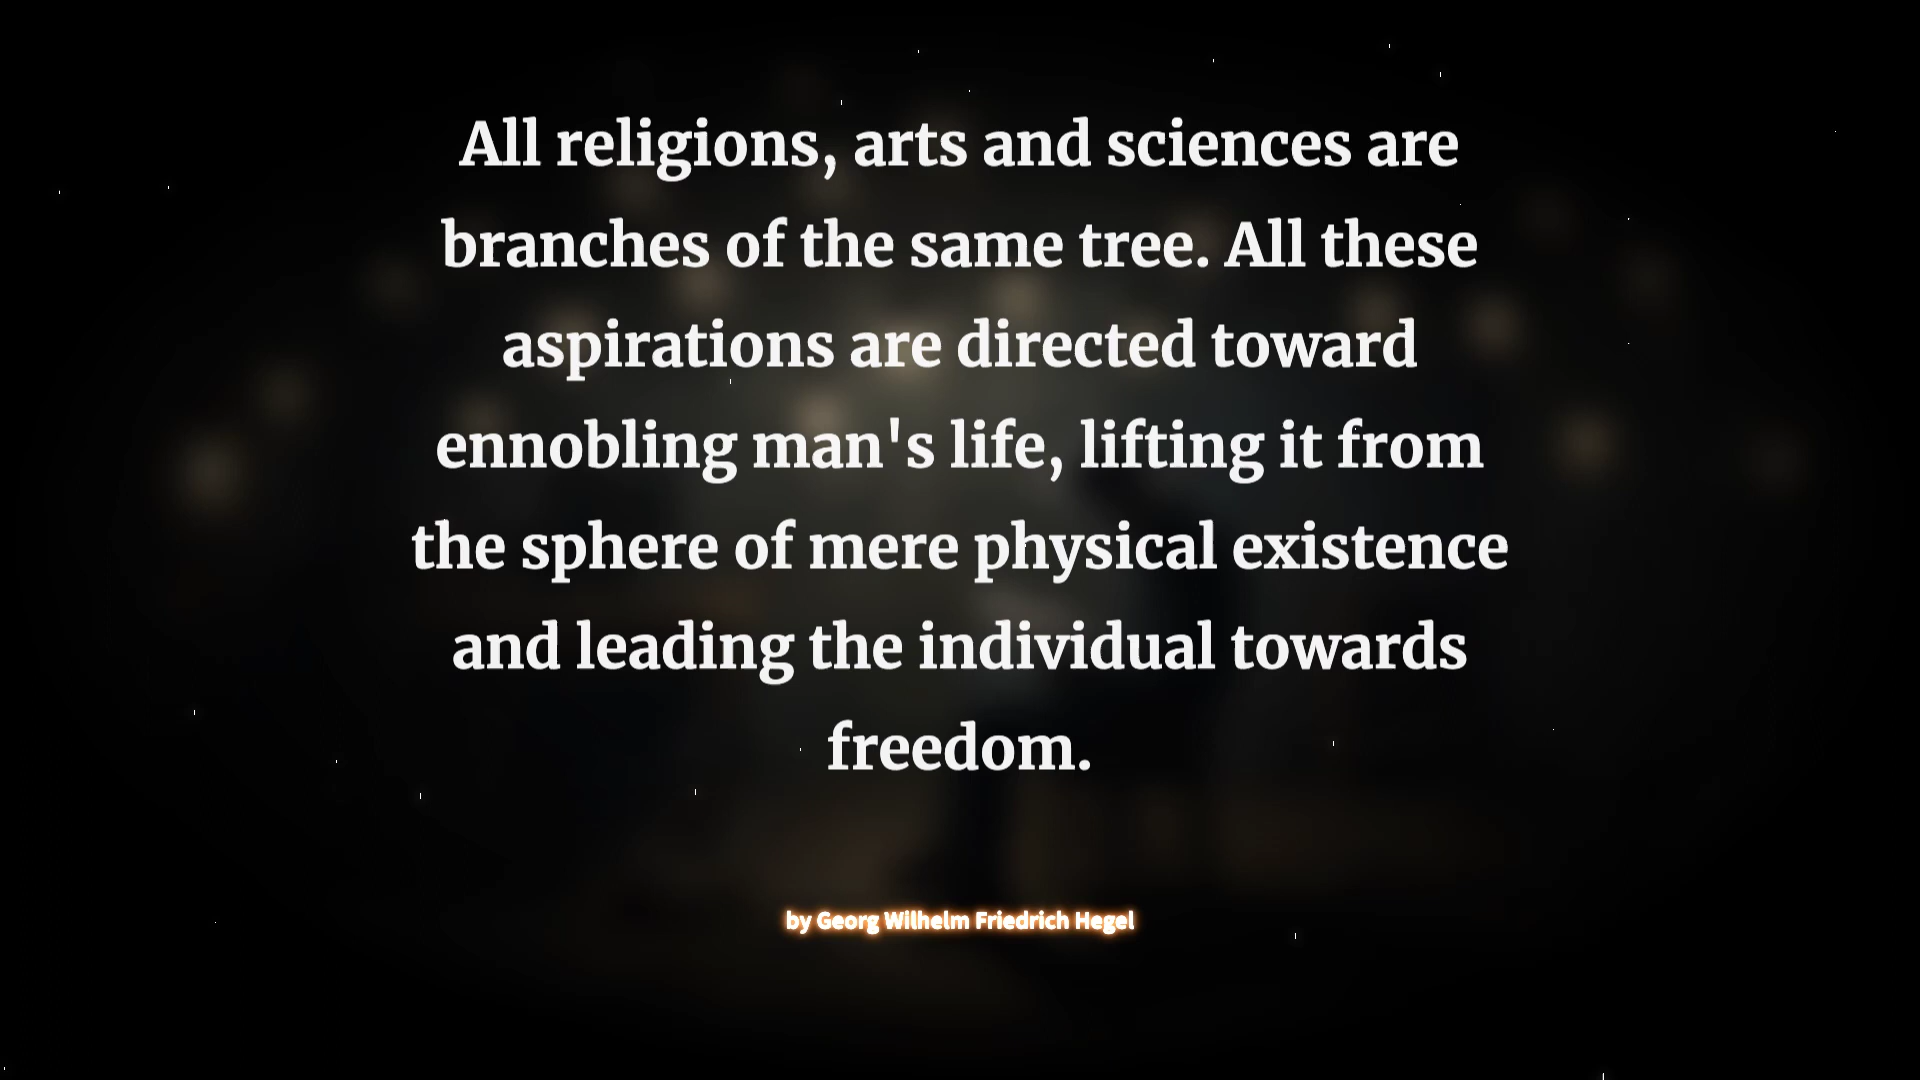 All religions, arts and sciences are
branches of the same tree. All these
aspirations are directed toward
ennobling man's life, lifting it from
the sphere of mere physical existence
and leading the individual towards
freedom.
by Georg Wilhelm Friedrich Hegel